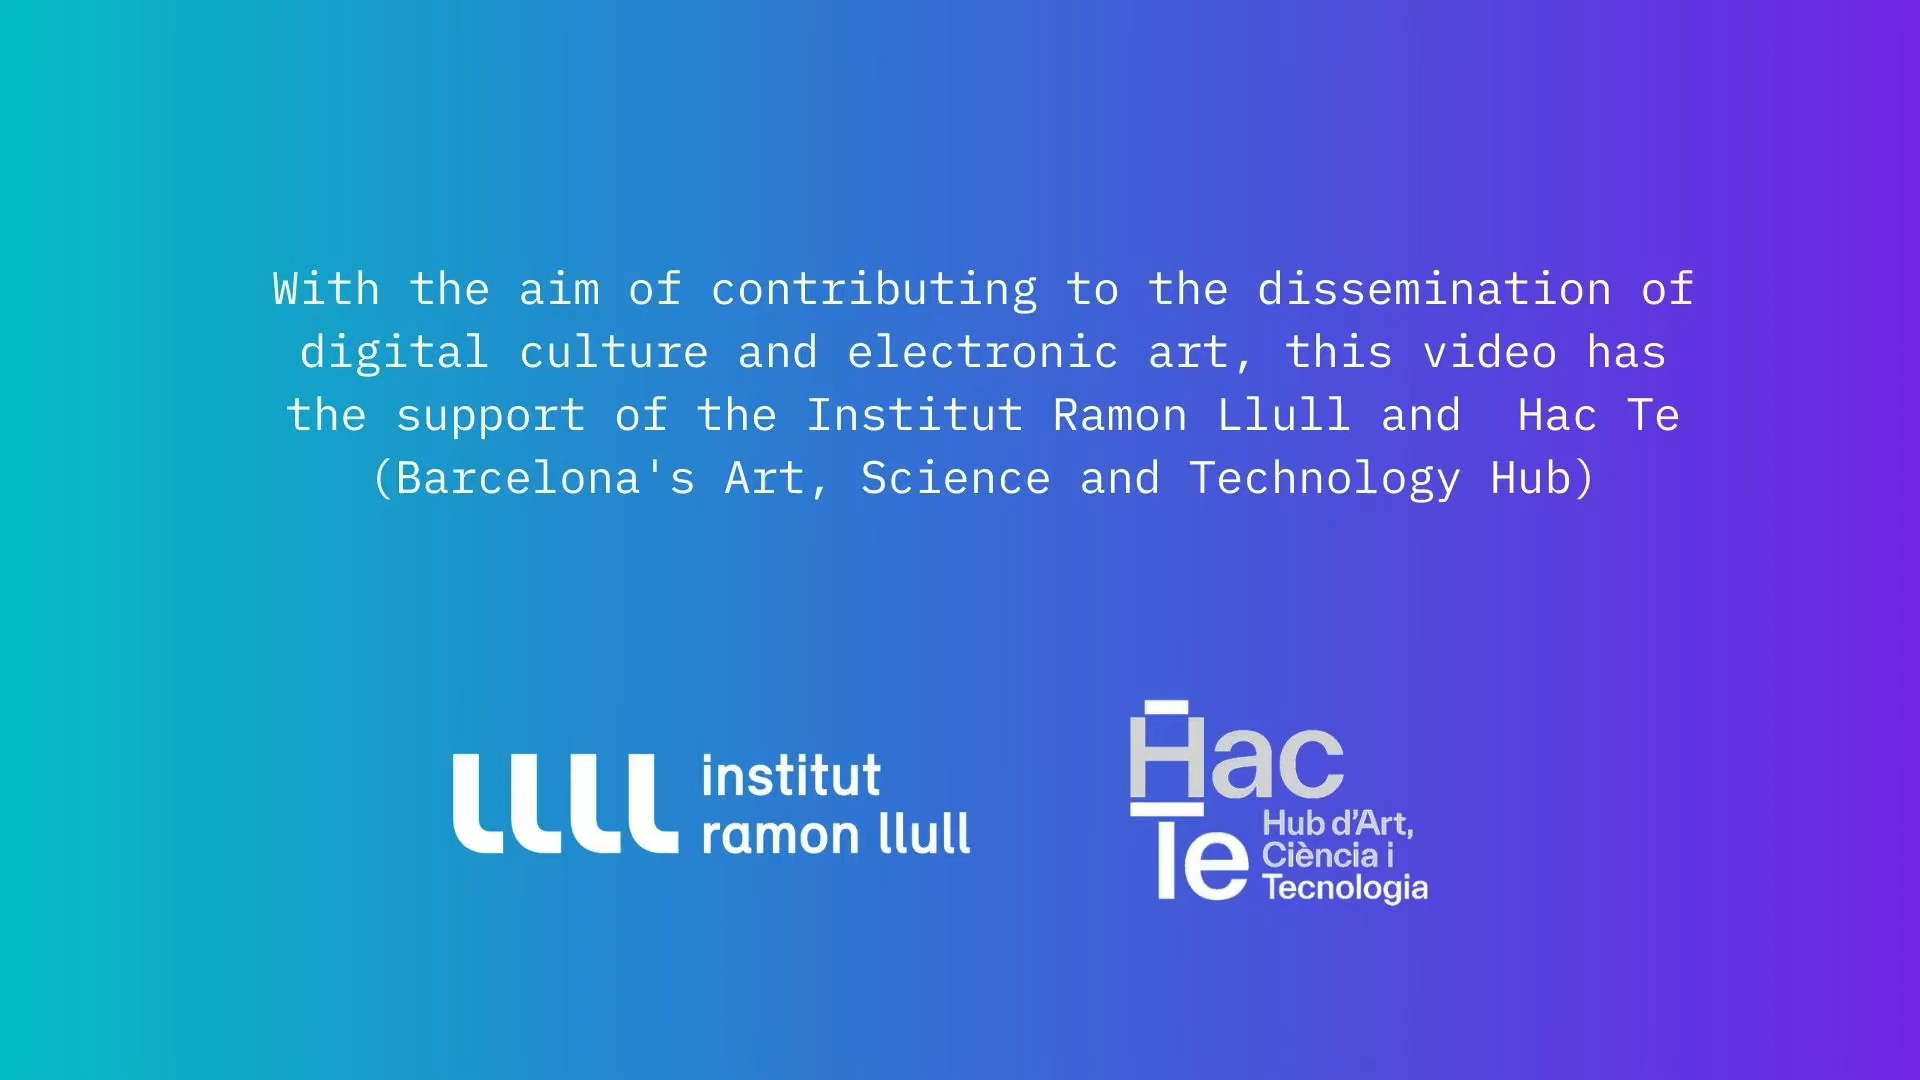 With the aim of contributing to the dissemination of
digital culture and electronic art, this video has
the support of the Institut Ramon Llull and  Hac Te
(Barcelona's Art, Science and Technology Hub)
institut
ramon llull
Hac
Te
Hub d'Art,
Ciència i
Tecnologia